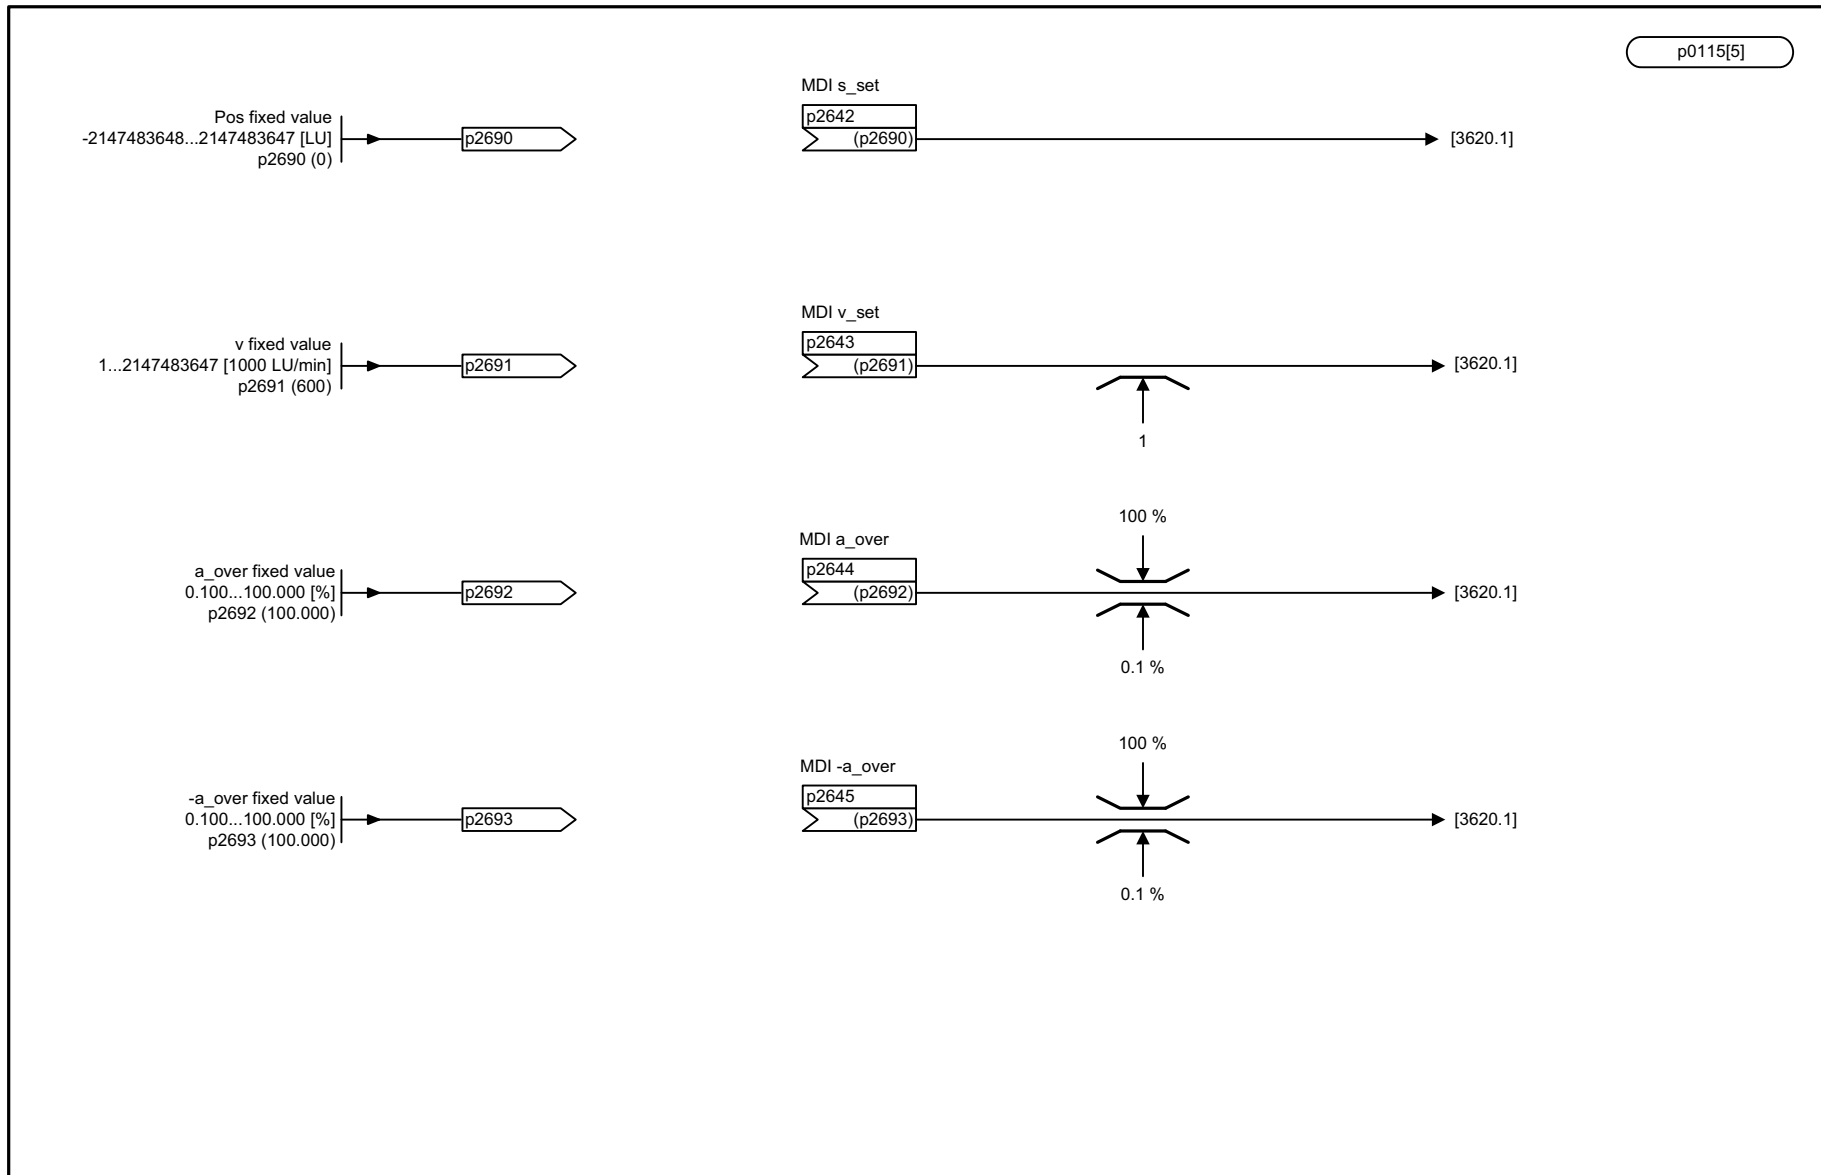 p0115[5]
MDI s_set
Pos fixed value
-2147483648...2147483647 [LU]
p2690 (0)
p2690
p2642
(p2690)
[3620.1]
MDI v_set
v fixed value
1...2147483647 [1000 LU/min]
p2691 (600)
p2691
p2643
(p2691)
[3620.1]
1
100 %
MDI a_over
a_over fixed value
0.100...100.000 [%]
p2692 (100.000)
p2692
p2644
(p2692)
[3620.1]
0.1 %
100 %
MDI -a_over
-a_over fixed value
0.100...100.000 [%]
p2693 (100.000)
p2693
p2645
(p2693)
[3620.1]
0.1 %